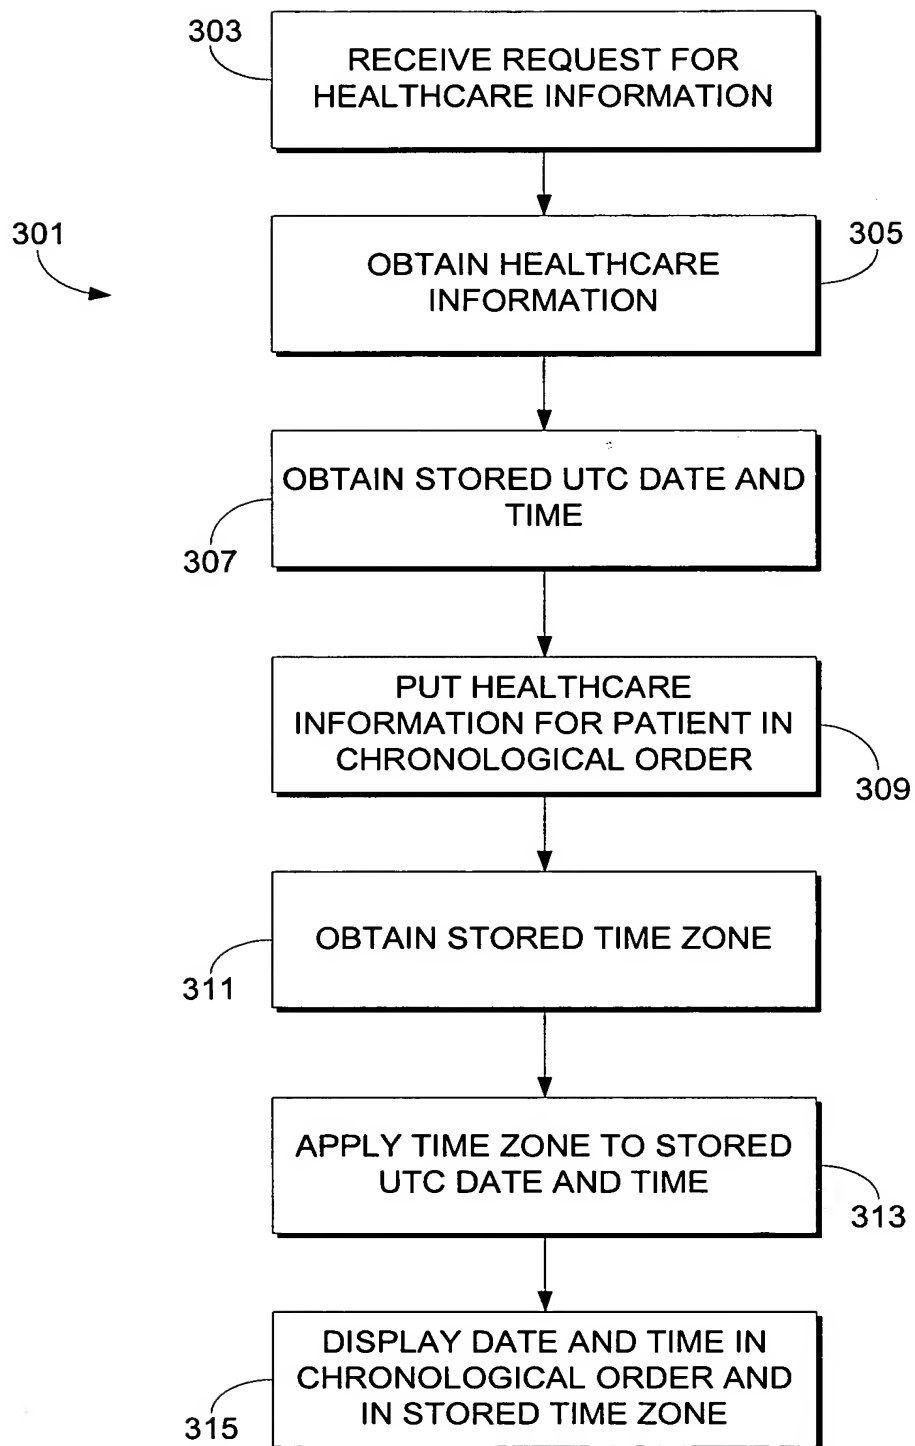 303
RECEIVE REQUEST FOR
HEALTHCARE INFORMATION
301
305
OBTAIN HEALTHCARE
INFORMATION
OBTAIN STORED UTC DATE AND
TIME
307
PUT HEALTHCARE
INFORMATION FOR PATIENT IN
CHRONOLOGICAL ORDER
309
OBTAIN STORED TIME ZONE
311
APPLY TIME ZONE TO STORED
UTC DATE AND TIME
313
DISPLAY DATE AND TIME IN
CHRONOLOGICAL ORDER AND
IN STORED TIME ZONE
315